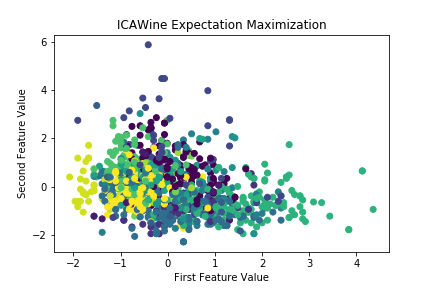 ICAWine Expectation Maximization
6
4
2
0
−2
Second Feature Value
−2 −1 0 1 2 3 4
First Feature Value